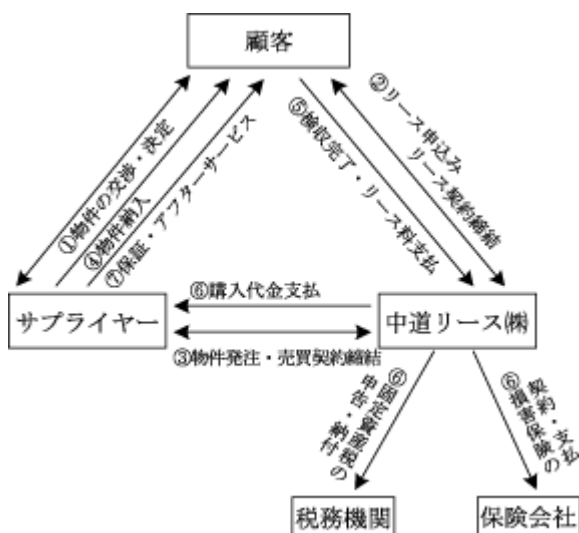 顧客
①物件の交渉・決定
④物件納入
⑦保証・アフターサービス
⑤検収完了・リース料支払
②リース申込み
リース契約締結
サプライヤー
⑥購入代金支払
③物件発注・売買契約締結
中道リース㈱
⑥固定資産税の
申告・納付
⑥損害保険の
契約・支払
税務機関
保険会社